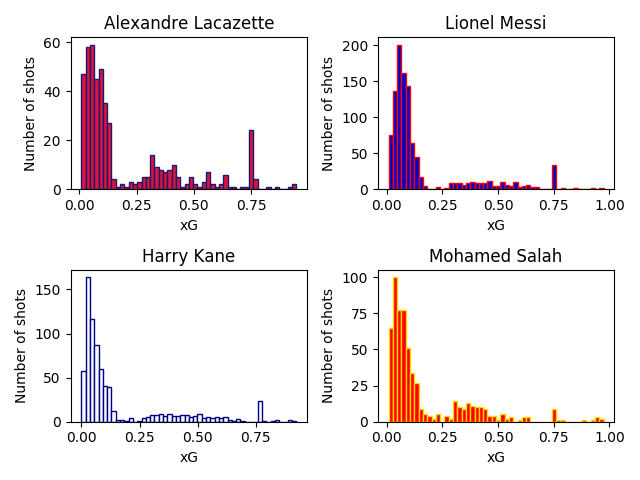 Alexandre Lacazette
Number of shots
60
40
20
0
0.00 0.25 0.50 0.75
xG
Lionel Messi
Number of shots
200
150
100
50
0
0.00 0.25 0.50 0.75 1.00
xG
Harry Kane
Number of shots
150
100
50
0
0.00 0.25 0.50 0.75
xG
Mohamed Salah
Number of shots
100
75
50
25
0
0.00 0.25 0.50 0.75 1.00
xG